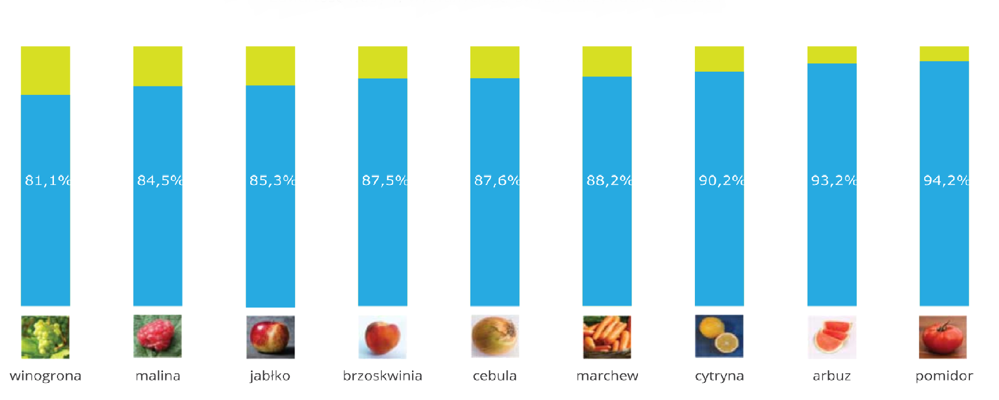 81,1% 84,5% 85,3% 87,5% 87,6% 88,2% 90,2% 93,2% 94,2%
winogrona malina jabłko brzoskwinia cebula marchew cytryna arbuz pomidor